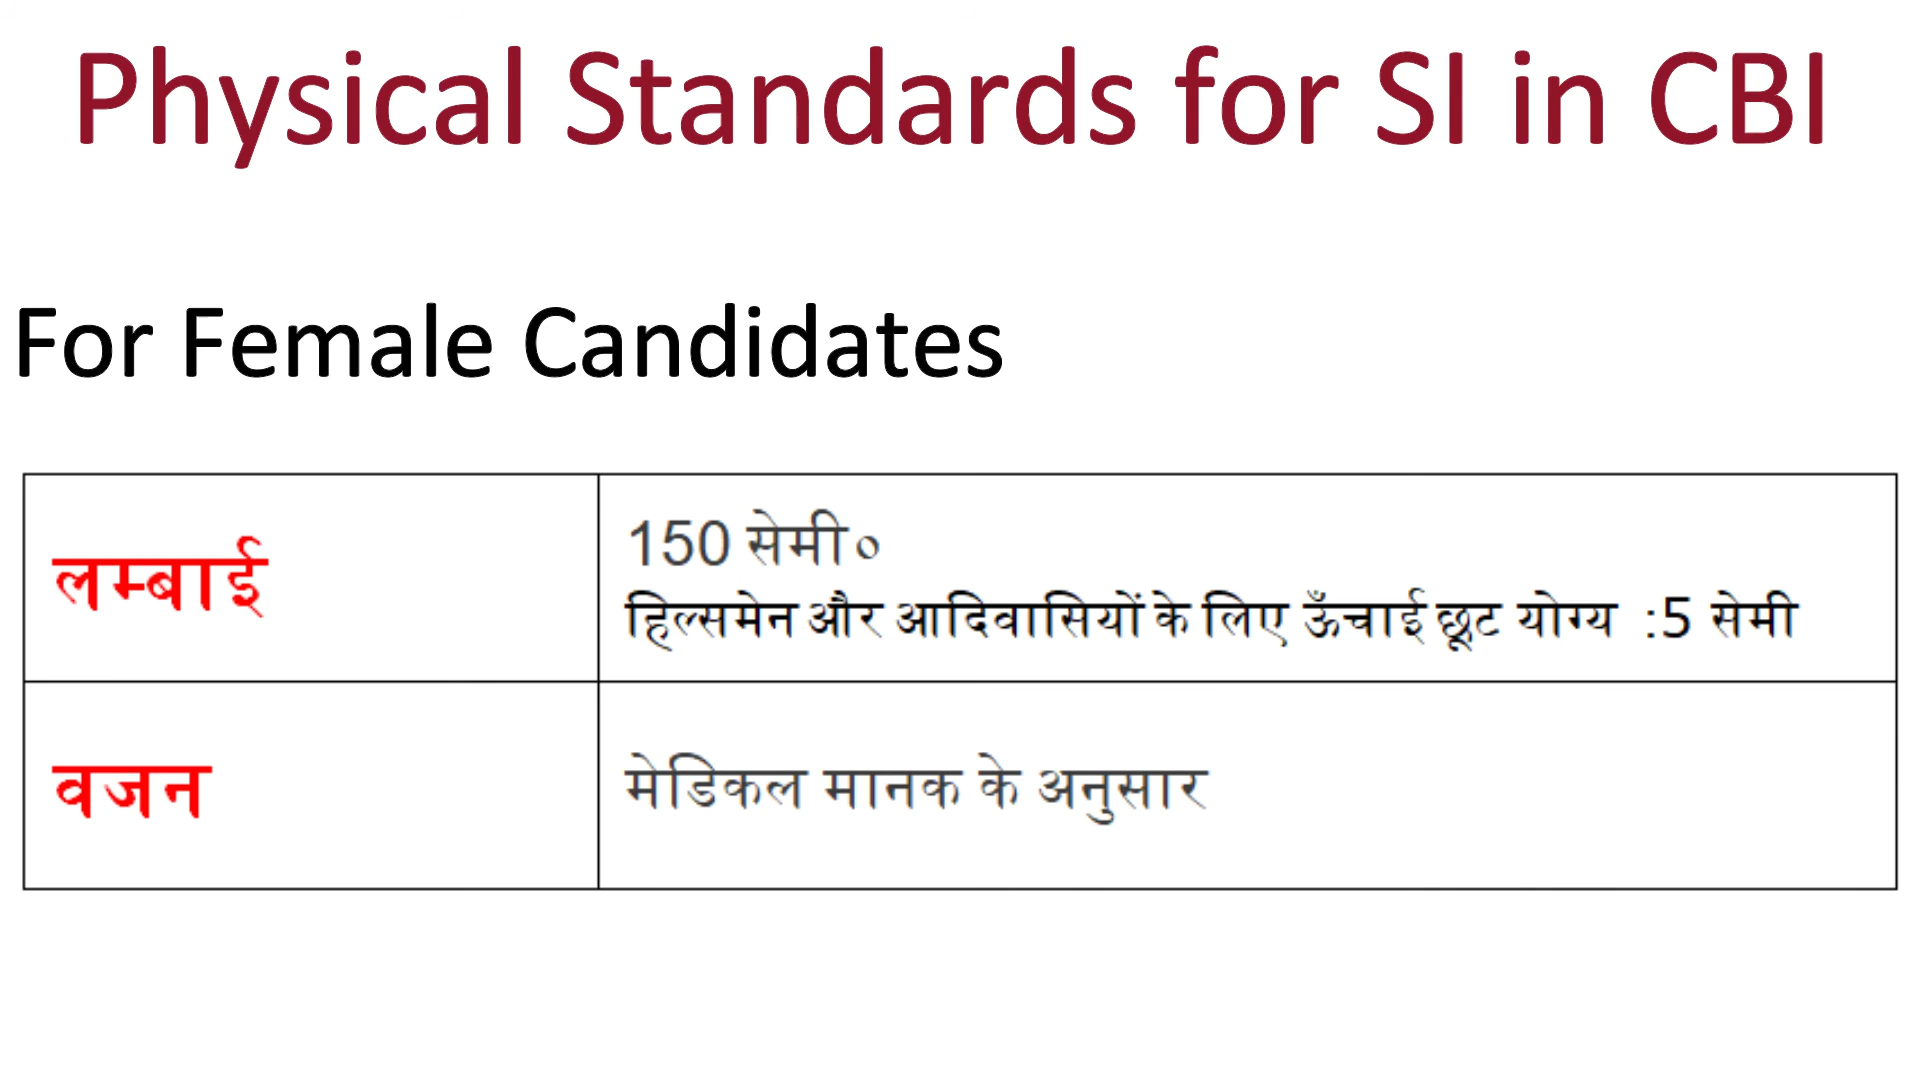 Physical Standards for SI in CBI
For Female Candidates
लम्बाई
150 सेमी०
हिल्समेन और आदिवासियों के लिए ऊँचाई छूट योग्य :5 सेमी
वजन
मेडिकल मानक के अनुसार